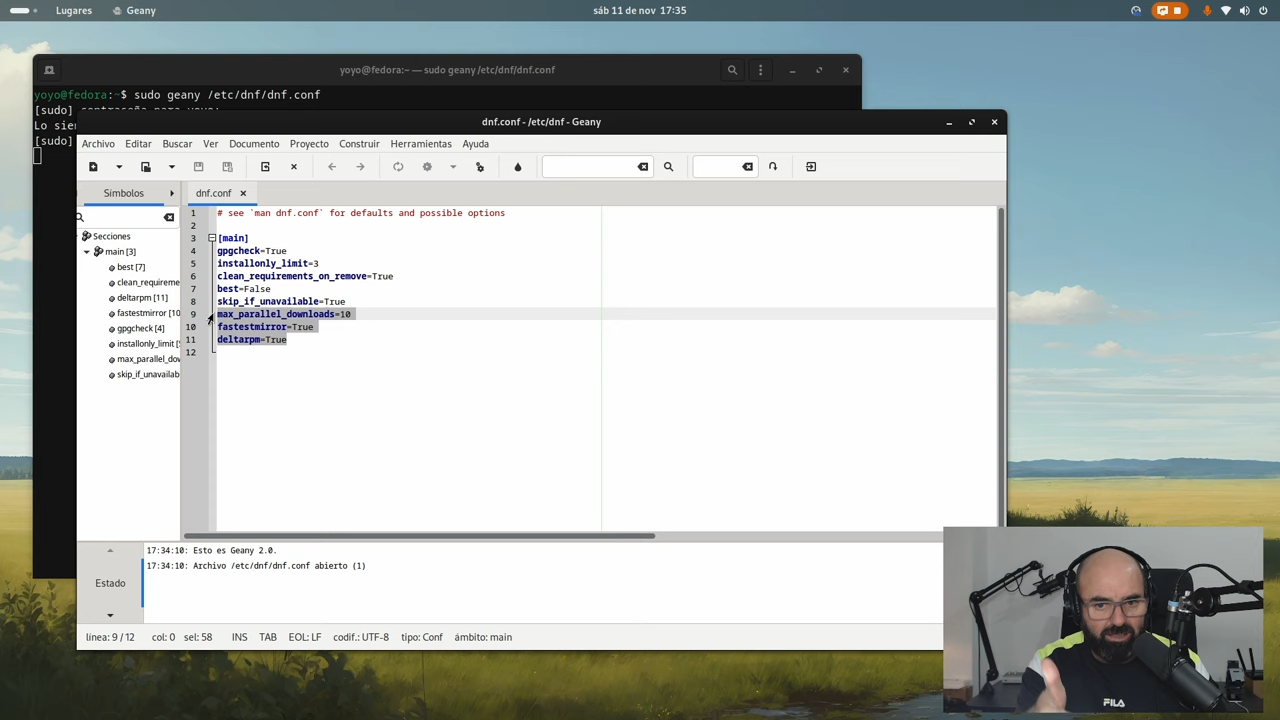 Lugares
Geany
sáb 11 de nov 17:35
yoyo@fedora:~ — sudo geany /etc/dnf/dnf.conf
yoyo@fedora:~$ sudo geany /etc/dnf/dnf.conf
[sudo] contraseña para yoyo:
Lo sien
[sudo]
dnf.conf - /etc/dnf - Geany
Archivo Editar Buscar Ver Documento Proyecto Construir Herramientas Ayuda
Símbolos
dnf.conf
Secciones
main [3]
best [7]
clean_requireme
deltarpm [11]
fastestmirror [10
gpgcheck [4]
installonly_limit [5
max_parallel_dow
skip_if_unavailab
1 # see `man dnf.conf` for defaults and possible options
2
3 [main]
4 gpgcheck=True
5 installonly_limit=3
6 clean_requirements_on_remove=True
7 best=False
8 skip_if_unavailable=True
9 max_parallel_downloads=10
10 fastestmirror=True
11 deltarpm=True
12
Estado
17:34:10: Esto es Geany 2.0.
17:34:10: Archivo /etc/dnf/dnf.conf abierto (1)
línea: 9 / 12 col: 0 sel: 58 INS TAB EOL: LF codif.: UTF-8 tipo: Conf ámbito: main
FILA